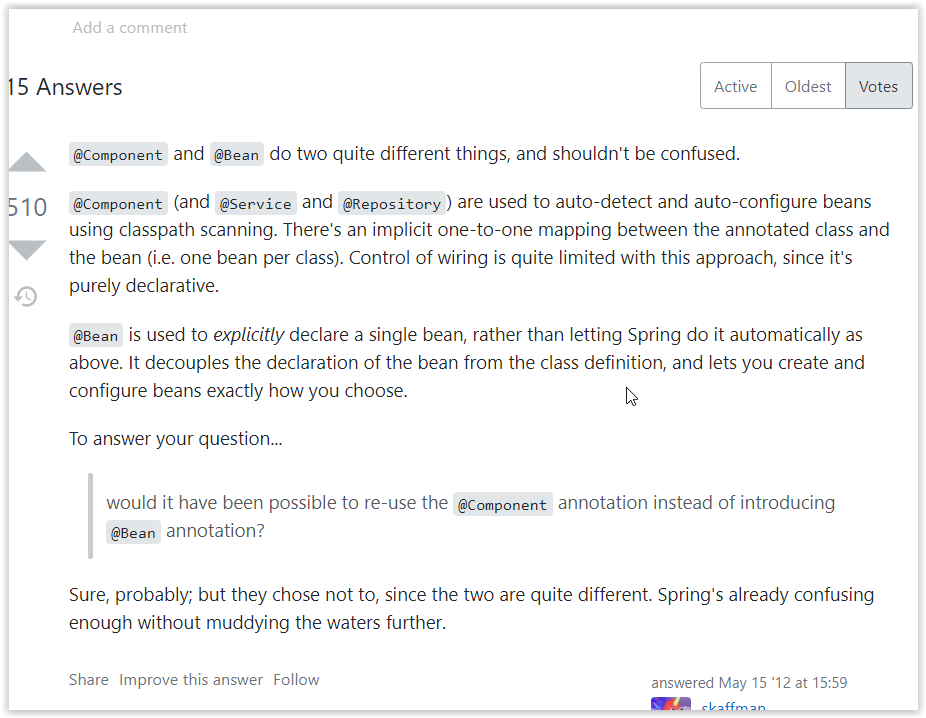 Add a comment
15 Answers
Active Oldest Votes
@Component and @Bean do two quite different things, and shouldn't be confused.
510
@Component (and @Service and @Repository) are used to auto-detect and auto-configure beans
using classpath scanning. There's an implicit one-to-one mapping between the annotated class and
the bean (i.e. one bean per class). Control of wiring is quite limited with this approach, since it's
purely declarative.
@Bean is used to explicitly declare a single bean, rather than letting Spring do it automatically as
above. It decouples the declaration of the bean from the class definition, and lets you create and
configure beans exactly how you choose.
To answer your question...
would it have been possible to re-use the @Component annotation instead of introducing
@Bean annotation?
Sure, probably; but they chose not to, since the two are quite different. Spring's already confusing
enough without muddying the waters further.
Share Improve this answer Follow
answered May 15 '12 at 15:59
skaffman